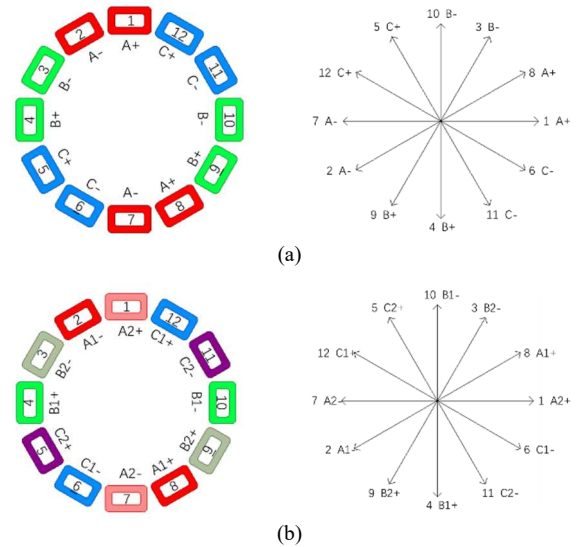 1 A+
2 A-
3 B-
4 B+
5 C+
6 C-
7 A-
8 A+
9 B+
10 B-
11 C-
12 C+
10 B-
5 C+
3 B-
12 C+
8 A+
7 A-
1 A+
2 A-
6 C-
9 B+
11 C-
4 B+
(a)
1 A2+
2 A1-
3 B2-
4 B1+
5 C2+
6 C1-
7 A2-
8 A1+
9 B2+
10 B1-
11 C2-
12 C1+
10 B1-
5 C2+
3 B2-
12 C1+
8 A1+
7 A2-
1 A2+
2 A1-
6 C1-
9 B2+
11 C2-
4 B1+
(b)